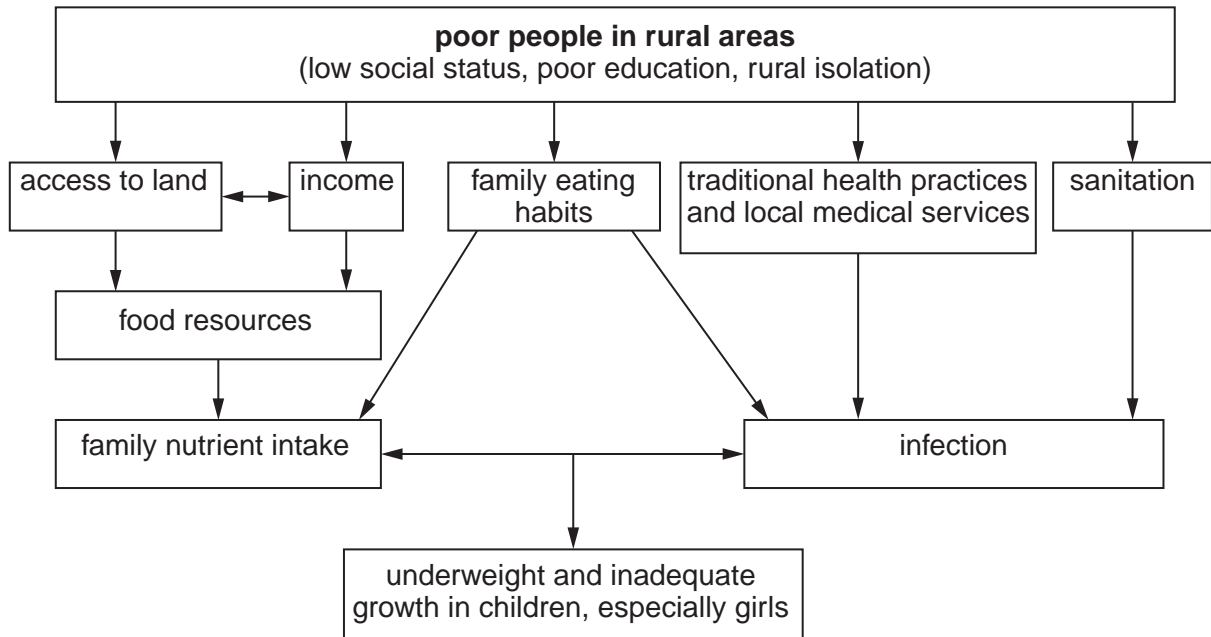 poor people in rural areas
(low social status, poor education, rural isolation)
access to land
income
family eating
habits
traditional health practices
and local medical services
sanitation
food resources
family nutrient intake
infection
underweight and inadequate
growth in children, especially girls